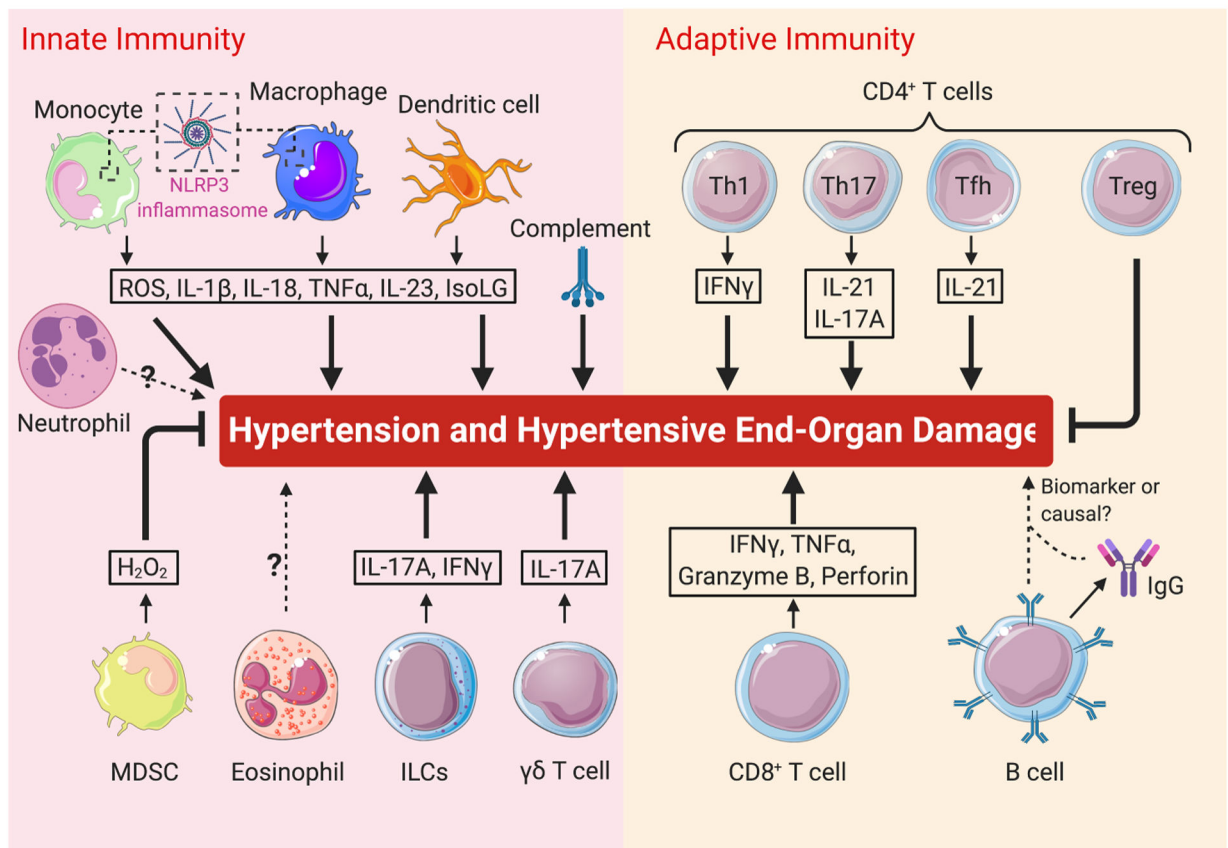 Innate Immunity
Monocyte
Macrophage
Dendritic cell
NLRP3
inflammasome
Complement
ROS, IL-1β, IL-18, TNFα, IL-23, IsoLG
Neutrophil
?
H₂O₂
?
IL-17A, IFNγ
IL-17A
MDSC
Eosinophil
ILCs
γδ T cell
Hypertension and Hypertensive End-Organ Damage
Adaptive Immunity
CD4⁺ T cells
Th1
Th17
Tfh
Treg
IFNγ
IL-21
IL-17A
IL-21
IFNγ, TNFα,
Granzyme B, Perforin
Biomarker or
causal?
IgG
CD8⁺ T cell
B cell